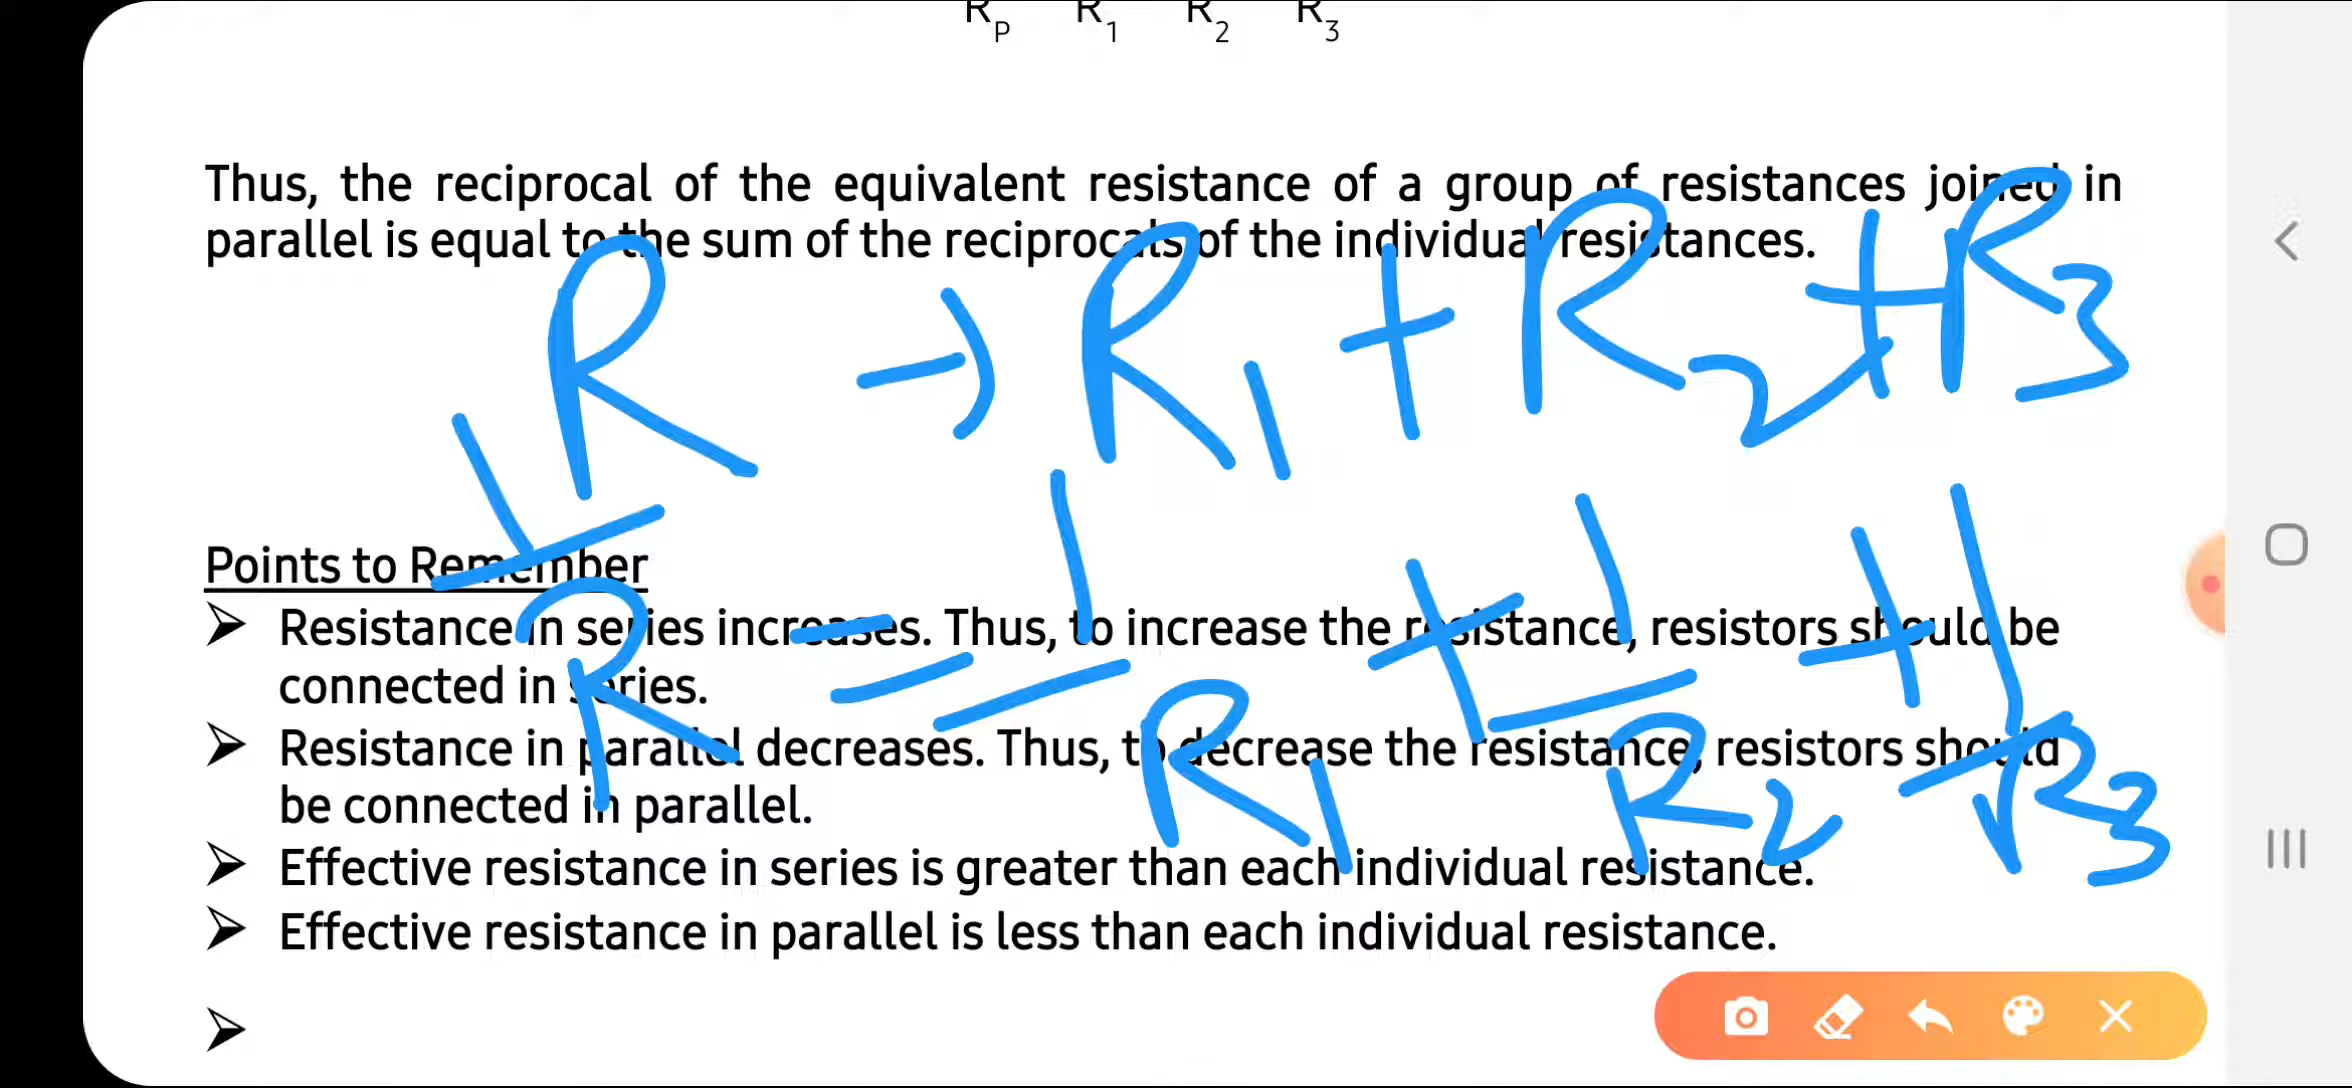 R_P R_1 R_2 R_3
Thus, the reciprocal of the equivalent resistance of a group of resistances joined in
parallel is equal to the sum of the reciprocals of the individual resistances.
R → R1 + R2 + R3
1/R = 1/R1 + 1/R2 + 1/R3
Points to Remember
➢ Resistance in series increases. Thus, to increase the resistance, resistors should be
connected in series.
➢ Resistance in parallel decreases. Thus, to decrease the resistance, resistors should
be connected in parallel.
➢ Effective resistance in series is greater than each individual resistance.
➢ Effective resistance in parallel is less than each individual resistance.
➢